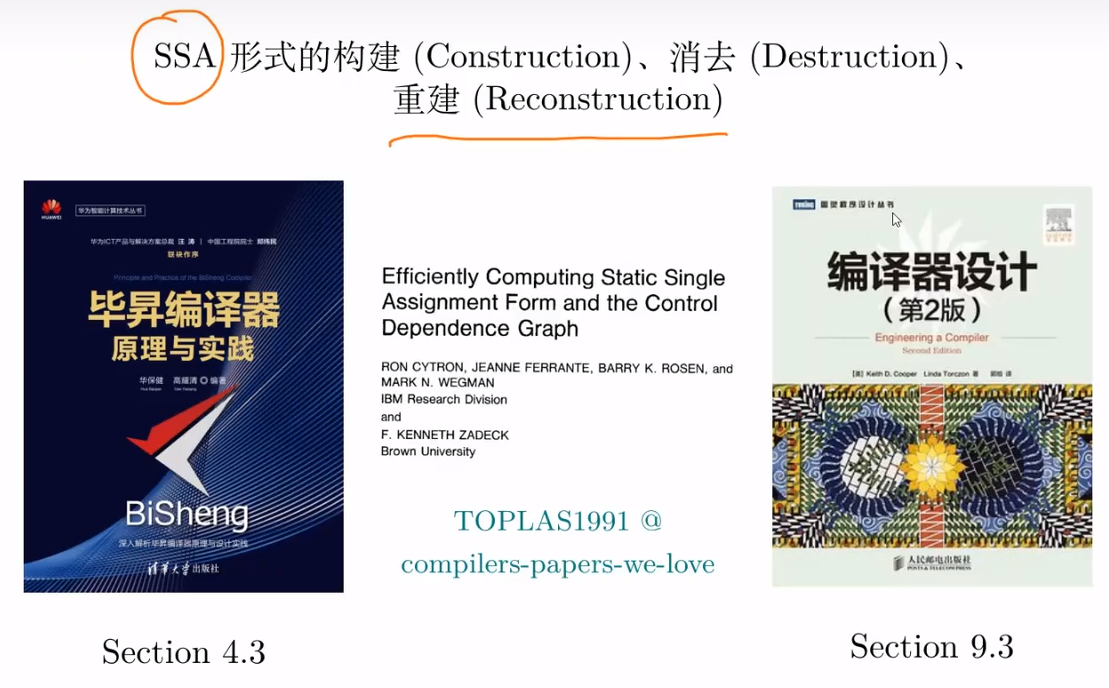 SSA 形式的构建 (Construction)、消去 (Destruction)、
重建 (Reconstruction)
HUAWEI
华为智能计算技术丛书
华为ICT产品与解决方案总裁 汪 涛 | 中国工程院院士 郑纬民
联袂作序
Principle and Practice of the BiSheng Compiler
毕昇编译器
原理与实践
华保健 高耀清 编著
BiSheng
深入解析毕昇编译器原理与设计实践
清华大学出版社
Section 4.3
Efficiently Computing Static Single
Assignment Form and the Control
Dependence Graph
RON CYTRON, JEANNE FERRANTE, BARRY K. ROSEN, and
MARK N. WEGMAN
IBM Research Division
and
F. KENNETH ZADECK
Brown University
TOPLAS1991 @
compilers-papers-we-love
TURING 图灵程序设计丛书
编译器设计
(第2版)
Engineering a Compiler
Second Edition
[美] Keith D. Cooper Linda Torczon 著 郭旭 译
人民邮电出版社
POSTS & TELECOM PRESS
Section 9.3